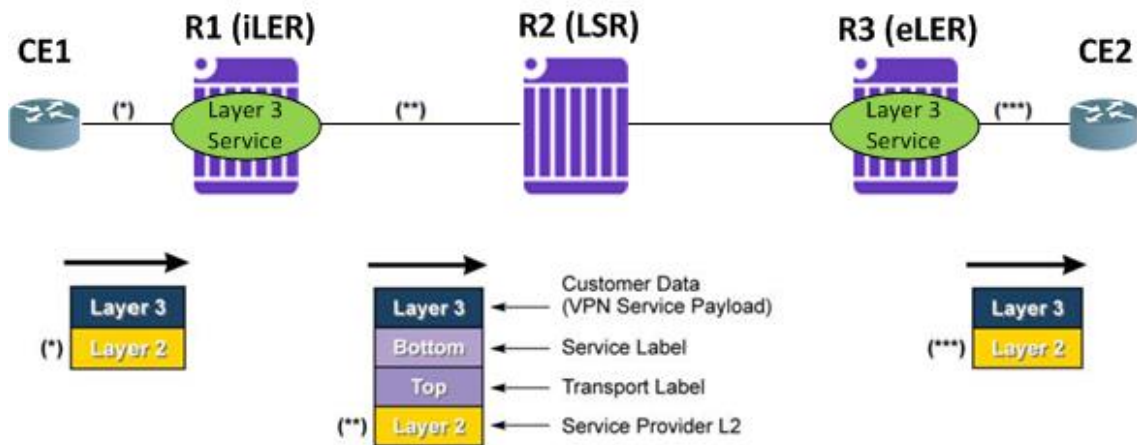 R1 (iLER)
R2 (LSR)
R3 (eLER)
CE1
CE2
(*)
Layer 3
Service
(**)
Layer 3
Service
(***)
Layer 3
(*)
Layer 2
Layer 3
Customer Data
(VPN Service Payload)
Bottom
Service Label
Top
Transport Label
(**)
Layer 2
Service Provider L2
Layer 3
(***)
Layer 2